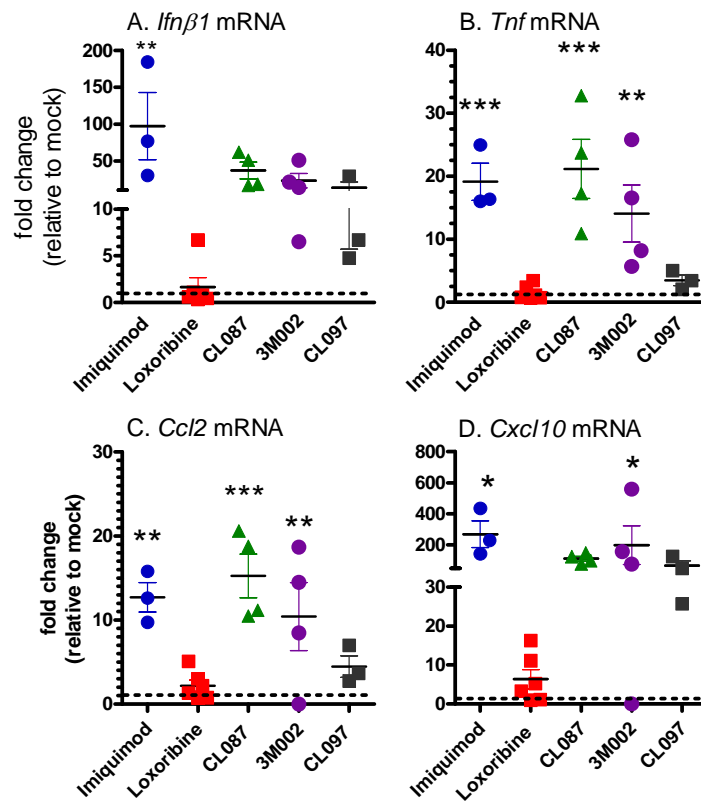 A. Ifnβ1 mRNA
fold change
(relative to mock)
200
150
100
50
10
5
0
**
Imiquimod
Loxoribine
CL087
3M002
CL097
B. Tnf mRNA
40
30
20
10
0
***
***
**
Imiquimod
Loxoribine
CL087
3M002
CL097
C. Ccl2 mRNA
fold change
(relative to mock)
30
20
10
0
**
***
**
Imiquimod
Loxoribine
CL087
3M002
CL097
D. Cxcl10 mRNA
800
600
400
200
30
20
10
0
*
*
Imiquimod
Loxoribine
CL087
3M002
CL097